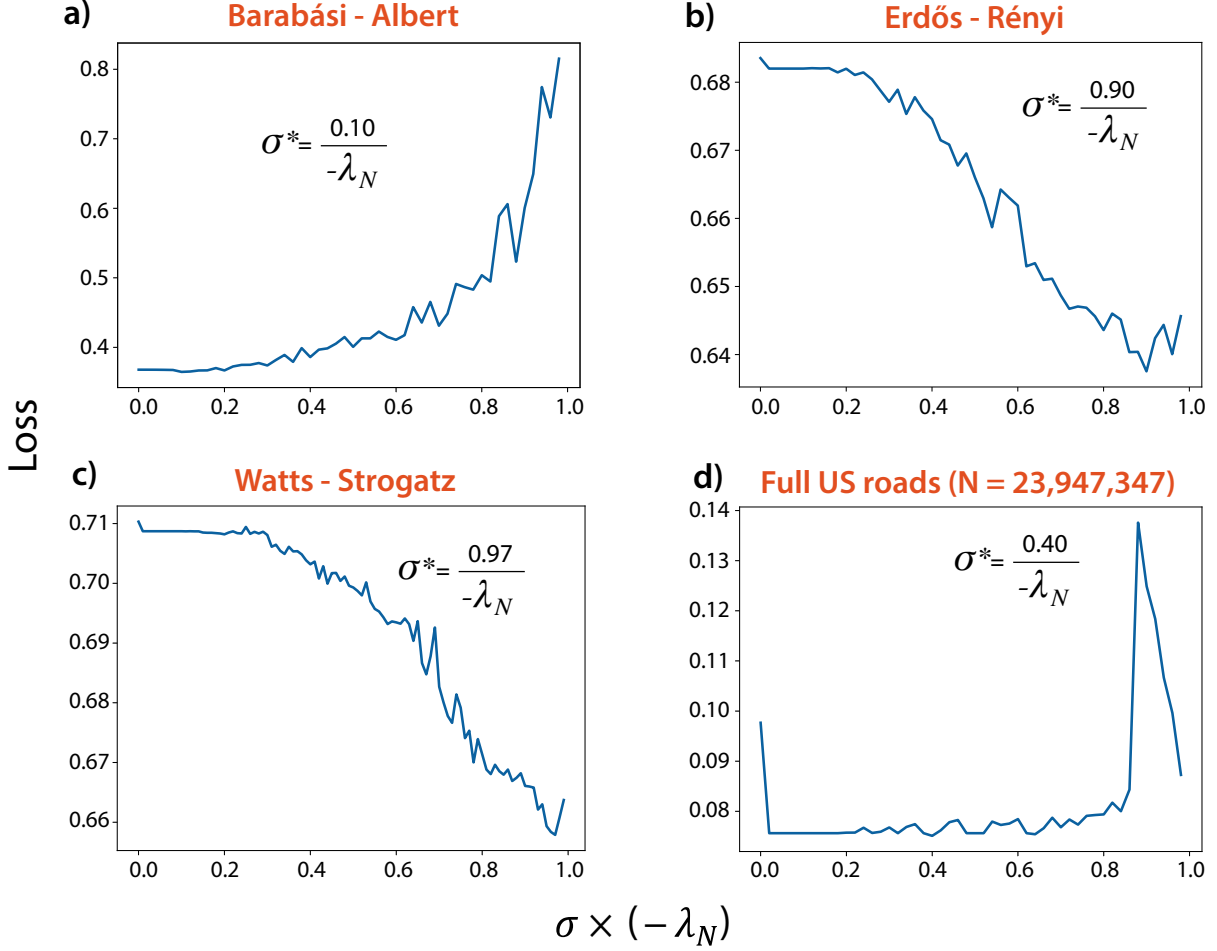 a)
Barabási - Albert
0.8
0.7
0.6
0.5
0.4
σ*= 0.10 / -λ_N
0.0 0.2 0.4 0.6 0.8 1.0
b)
Erdős - Rényi
0.68
0.67
0.66
0.65
0.64
σ*= 0.90 / -λ_N
0.0 0.2 0.4 0.6 0.8 1.0
Loss
c)
Watts - Strogatz
0.71
0.70
0.69
0.68
0.67
0.66
σ*= 0.97 / -λ_N
0.0 0.2 0.4 0.6 0.8 1.0
d)
Full US roads (N = 23,947,347)
0.14
0.13
0.12
0.11
0.10
0.09
0.08
σ*= 0.40 / -λ_N
0.0 0.2 0.4 0.6 0.8 1.0
σ × (−λ_N)